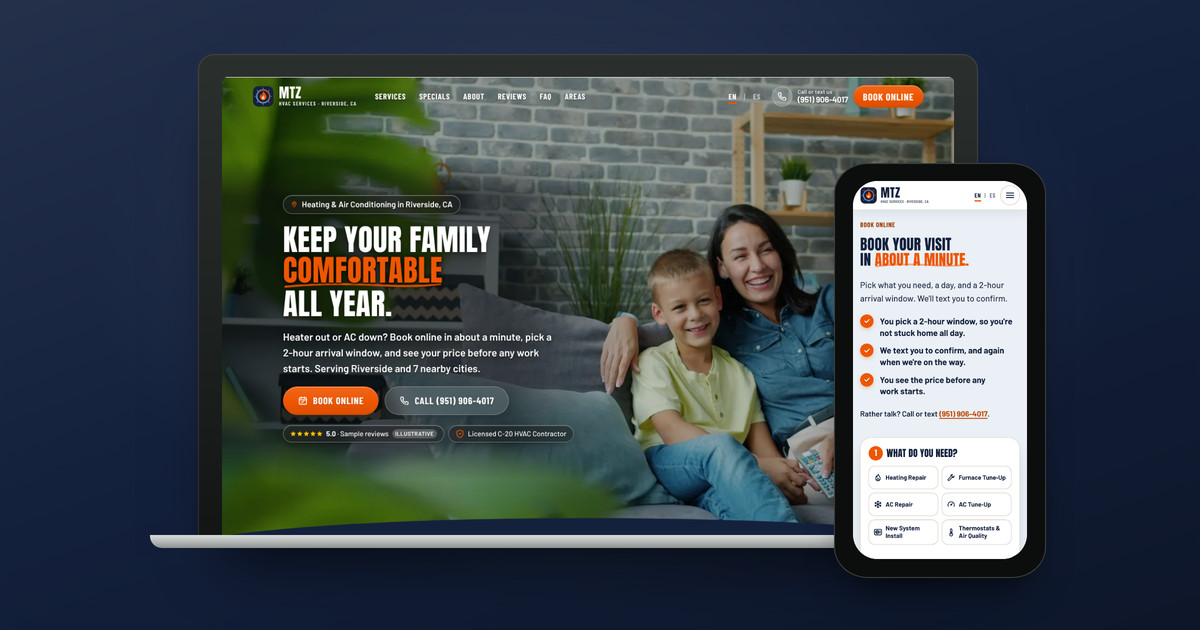 MTZ
HVAC SERVICES · RIVERSIDE, CA
SERVICES SPECIALS ABOUT REVIEWS FAQ AREAS
EN | ES
Call or text us
(951) 906-4017
BOOK ONLINE
Heating & Air Conditioning in Riverside, CA
KEEP YOUR FAMILY
COMFORTABLE
ALL YEAR.
Heater out or AC down? Book online in about a minute, pick a
2-hour arrival window, and see your price before any work
starts. Serving Riverside and 7 nearby cities.
BOOK ONLINE
CALL (951) 906-4017
5.0 · Sample reviews ILLUSTRATIVE
Licensed C-20 HVAC Contractor
MTZ
HVAC SERVICES · RIVERSIDE, CA
EN | ES
BOOK ONLINE
BOOK YOUR VISIT
IN ABOUT A MINUTE.
Pick what you need, a day, and a 2-hour
arrival window. We'll text you to confirm.
You pick a 2-hour window, so you're
not stuck home all day.
We text you to confirm, and again
when we're on the way.
You see the price before any
work starts.
Rather talk? Call or text (951) 906-4017.
1 WHAT DO YOU NEED?
Heating Repair
Furnace Tune-Up
AC Repair
AC Tune-Up
New System
Install
Thermostats &
Air Quality